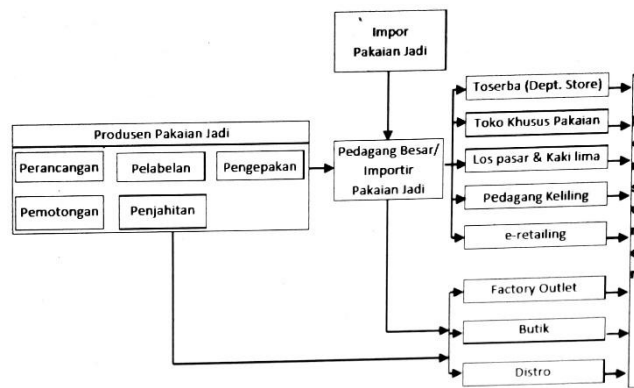 Impor
Pakaian Jadi
Produsen Pakaian Jadi
Perancangan
Pelabelan
Pengepakan
Pemotongan
Penjahitan
Pedagang Besar/
Importir
Pakaian Jadi
Toserba (Dept. Store)
Toko Khusus Pakaian
Los pasar & Kaki lima
Pedagang Keliling
e-retailing
Factory Outlet
Butik
Distro